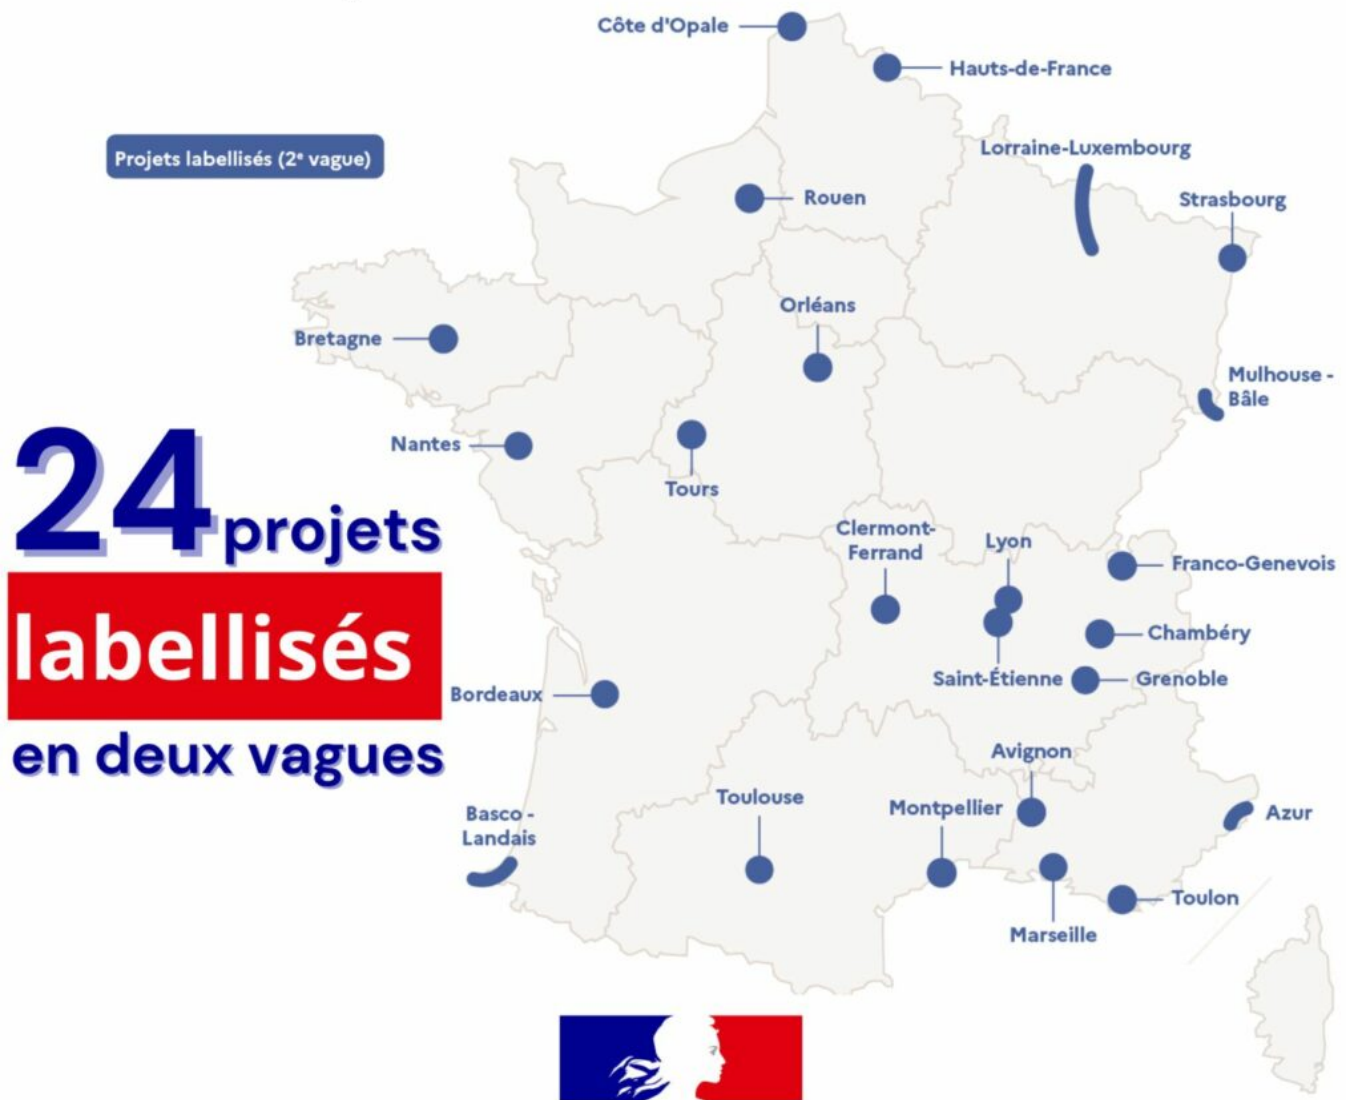 Côte d'Opale
Hauts-de-France
Lorraine-Luxembourg
Projets labellisés (2ᵉ vague)
Rouen
Strasbourg
Orléans
Bretagne
Mulhouse -
Bâle
Nantes
Tours
24 projets
labellisés
en deux vagues
Clermont-
Ferrand
Lyon
Franco-Genevois
Chambéry
Saint-Étienne
Grenoble
Bordeaux
Avignon
Toulouse
Montpellier
Azur
Basco -
Landais
Toulon
Marseille